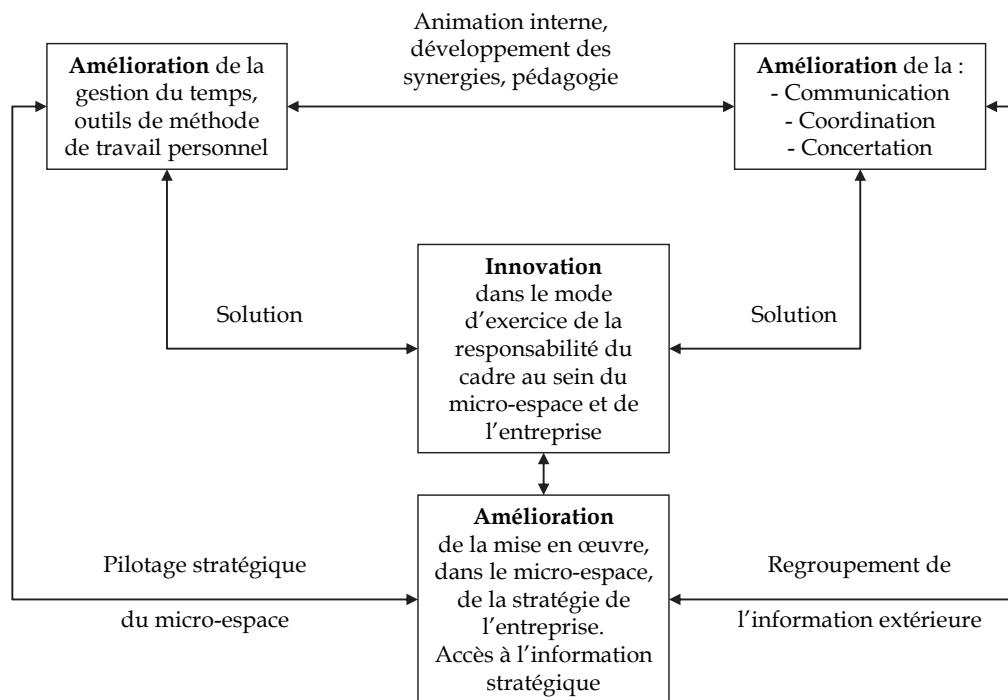 Animation interne,
développement des
synergies, pédagogie
Amélioration de la
gestion du temps,
outils de méthode
de travail personnel
Amélioration de la :
- Communication
- Coordination
- Concertation
Innovation
dans le mode
d’exercice de la
responsabilité du
cadre au sein du
micro-espace et de
l’entreprise
Solution
Solution
Amélioration
de la mise en œuvre,
dans le micro-espace,
de la stratégie de
l’entreprise.
Accès à l’information
stratégique
Pilotage stratégique
du micro-espace
Regroupement de
l’information extérieure